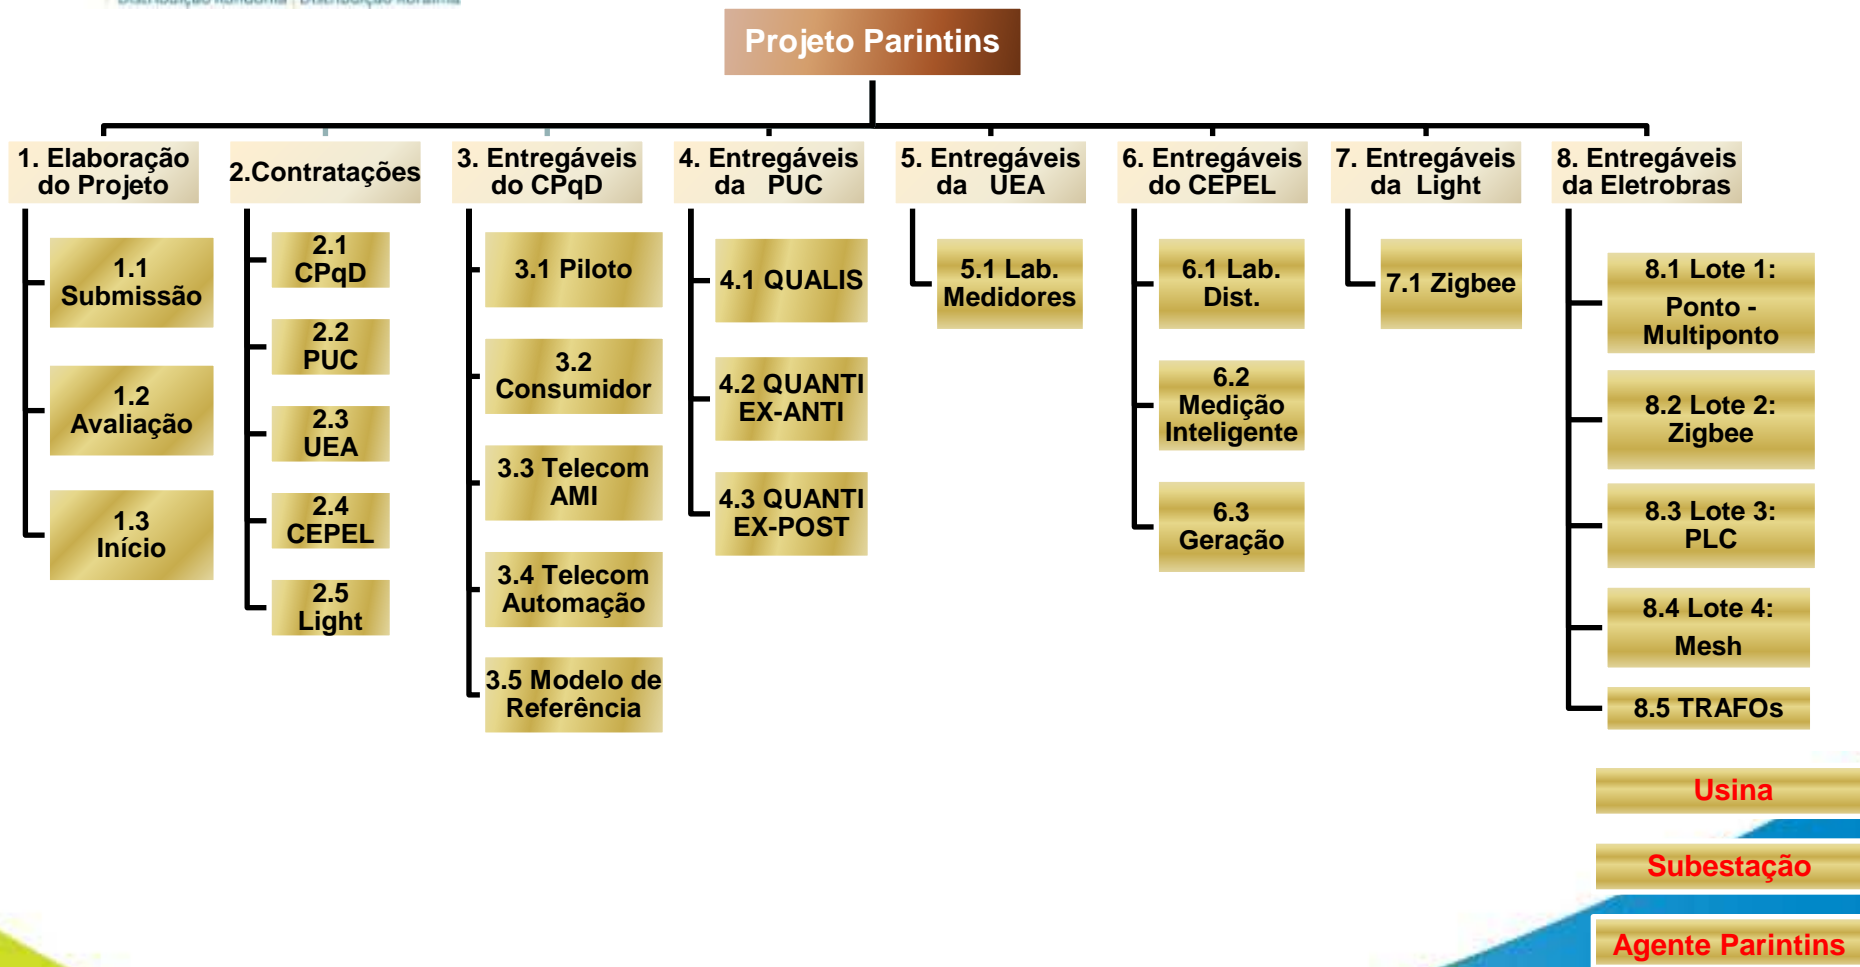 Distribuição Rondônia | Distribuição Roraima
Projeto Parintins
1. Elaboração
do Projeto
1.1
Submissão
1.2
Avaliação
1.3
Início
2.Contratações
2.1
CPqD
2.2
PUC
2.3
UEA
2.4
CEPEL
2.5
Light
3. Entregáveis
do CPqD
3.1 Piloto
3.2
Consumidor
3.3 Telecom
AMI
3.4 Telecom
Automação
3.5 Modelo de
Referência
4. Entregáveis
da PUC
4.1 QUALIS
4.2 QUANTI
EX-ANTI
4.3 QUANTI
EX-POST
5. Entregáveis
da UEA
5.1 Lab.
Medidores
6. Entregáveis
do CEPEL
6.1 Lab.
Dist.
6.2
Medição
Inteligente
6.3
Geração
7. Entregáveis
da Light
7.1 Zigbee
8. Entregáveis
da Eletrobras
8.1 Lote 1:
Ponto -
Multiponto
8.2 Lote 2:
Zigbee
8.3 Lote 3:
PLC
8.4 Lote 4:
Mesh
8.5 TRAFOs
Usina
Subestação
Agente Parintins